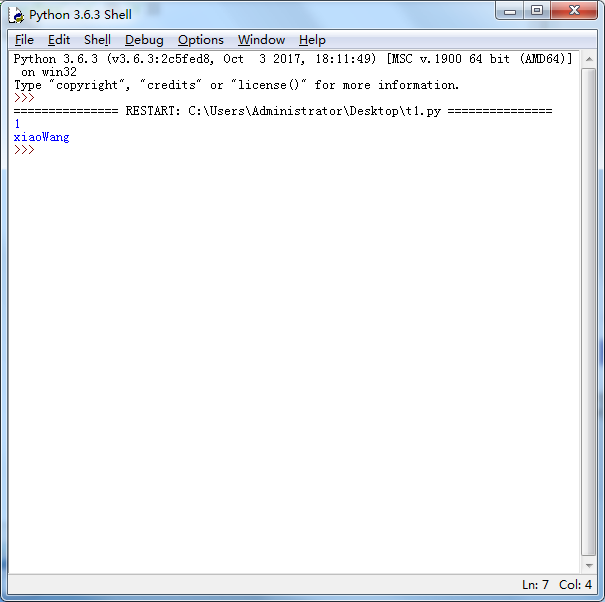 Python 3.6.3 Shell
File Edit Shell Debug Options Window Help
Python 3.6.3 (v3.6.3:2c5fed8, Oct  3 2017, 18:11:49) [MSC v.1900 64 bit (AMD64)]
 on win32
Type "copyright", "credits" or "license()" for more information.
>>>
=============== RESTART: C:\Users\Administrator\Desktop\t1.py ===============
1
xiaoWang
>>>
Ln: 7 Col: 4